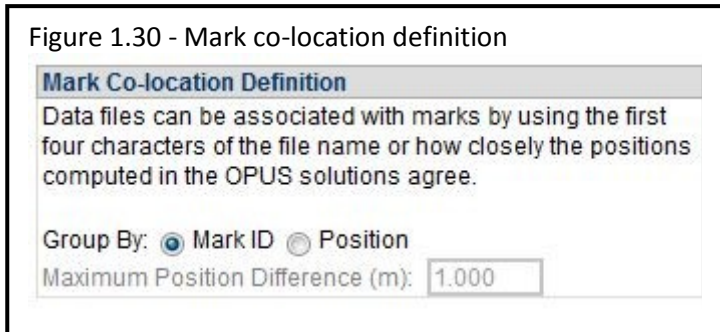 Figure 1.30 - Mark co-location definition
Mark Co-location Definition
Data files can be associated with marks by using the first
four characters of the file name or how closely the positions
computed in the OPUS solutions agree.
Group By: Mark ID Position
Maximum Position Difference (m): 1.000